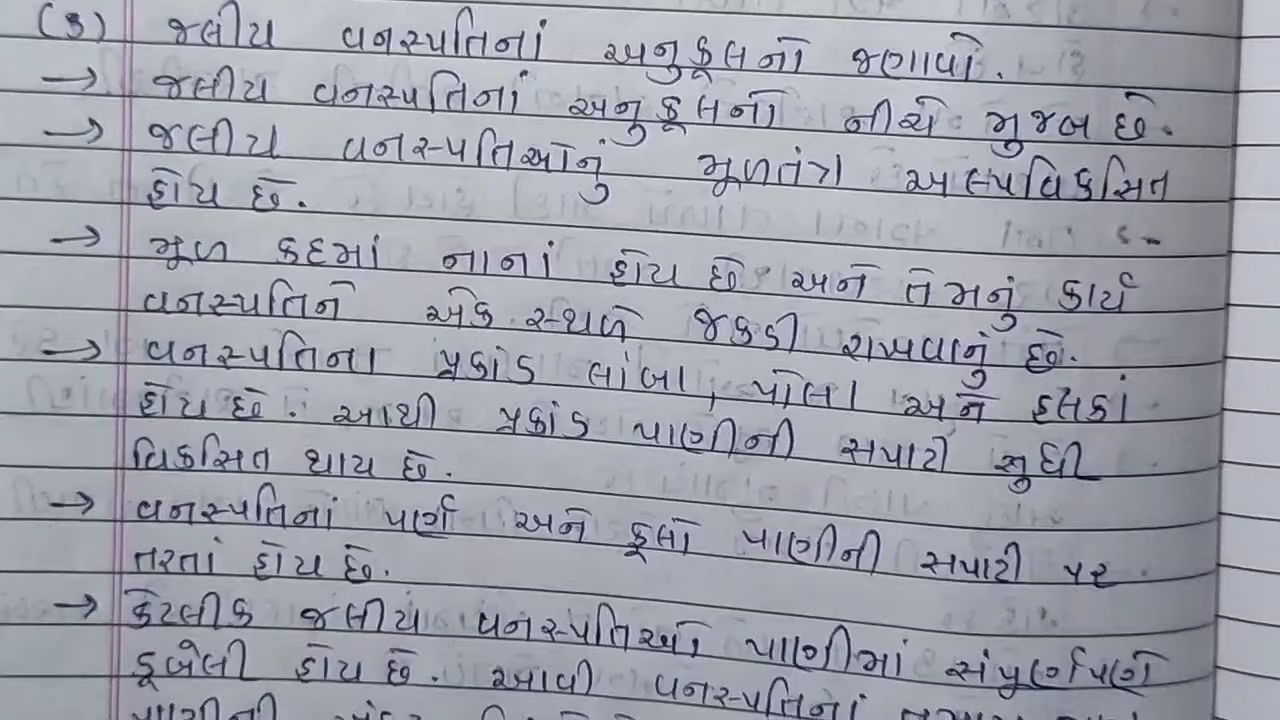 (૩) જલીય વનસ્પતિનાં અનુકૂલનો જણાવો.
→ જલીય વનસ્પતિનાં અનુકૂલનો નીચે મુજબ છે.
→ જલીય વનસ્પતિઓનું મૂળતંત્ર અલ્પવિકસિત
હોય છે.
→ મૂળ કદમાં નાનાં હોય છે અને તેમનું કાર્ય
વનસ્પતિને એક સ્થળે જકડી રાખવાનું છે.
→ વનસ્પતિના પ્રકાંડ લાંબા, પોલા અને હલકાં
હોય છે. આથી પ્રકાંડ પાણીની સપાટી સુધી
વિકસિત થાય છે.
→ વનસ્પતિનાં પર્ણો અને ફૂલો પાણીની સપાટી પર
તરતાં હોય છે.
→ કેટલીક જલીય વનસ્પતિઓ પાણીમાં સંપુર્ણપણે
ડૂબેલી હોય છે. આવી વનસ્પતિનાં
પાણીની